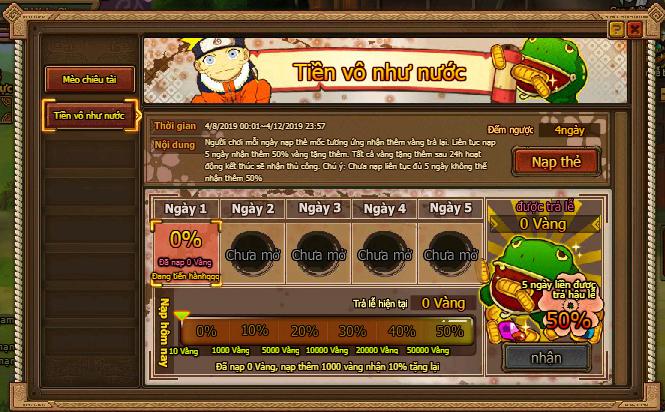 Tiền vô như nước
Mèo chiêu tài
Tiền vô như nước
Thời gian 4/8/2019 00:01~4/12/2019 23:57
Đếm ngược 4ngày
Nội dung Người chơi mỗi ngày nạp thẻ mốc tương ứng nhận thêm vàng trả lại. Liên tục nạp
5 ngày nhận thêm 50% vàng tặng thêm. Tất cả vàng tặng thêm sau 24h hoạt
động kết thúc sẽ nhận thủ công. Chú ý: Chưa nạp liên tục đủ 5 ngày không thể
nhận thêm 50%
Nạp thẻ
Ngày 1 Ngày 2 Ngày 3 Ngày 4 Ngày 5
0%
Đã nạp 0 Vàng
Đang tiến hànhqqq
Chưa mở Chưa mở Chưa mở Chưa mở
được trả lễ
0 Vàng
5 ngày liên được
trả hậu lễ
50%
nhận
Nạp hôm nay
Trả lễ hiện tại 0 Vàng
0% 10% 20% 30% 40% 50%
10 Vàng 1000 Vàng 5000 Vàng 10000 Vàng 20000 Vàng 50000 Vàng
Đã nạp 0 Vàng, nạp thêm 1000 vàng nhận 10% tặng lại